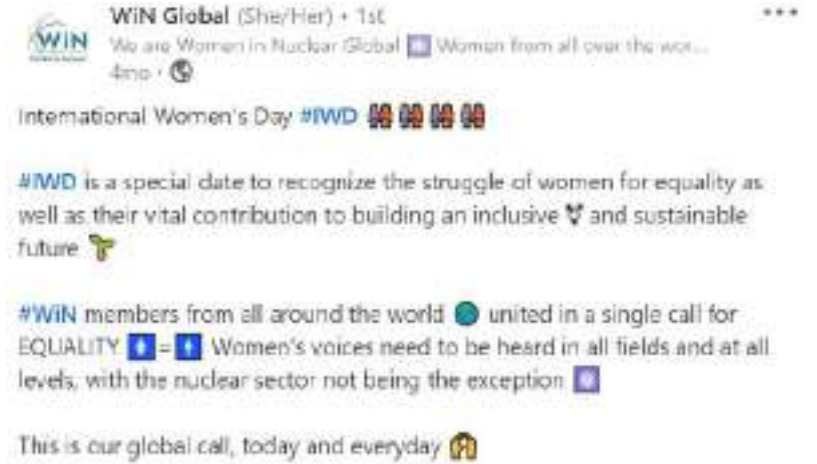 WiN Global (She/Her) • 1st
WiN
We are Women in Nuclear Global ⚛️ Women from all over the wor...
4mo •
International Women's Day #IWD
#IWD is a special date to recognize the struggle of women for equality as
well as their vital contribution to building an inclusive and sustainable
future 🌱
#WiN members from all around the world united in a single call for
EQUALITY 🚹=🚺 Women's voices need to be heard in all fields and at all
levels, with the nuclear sector not being the exception ⚛️
This is our global call, today and everyday